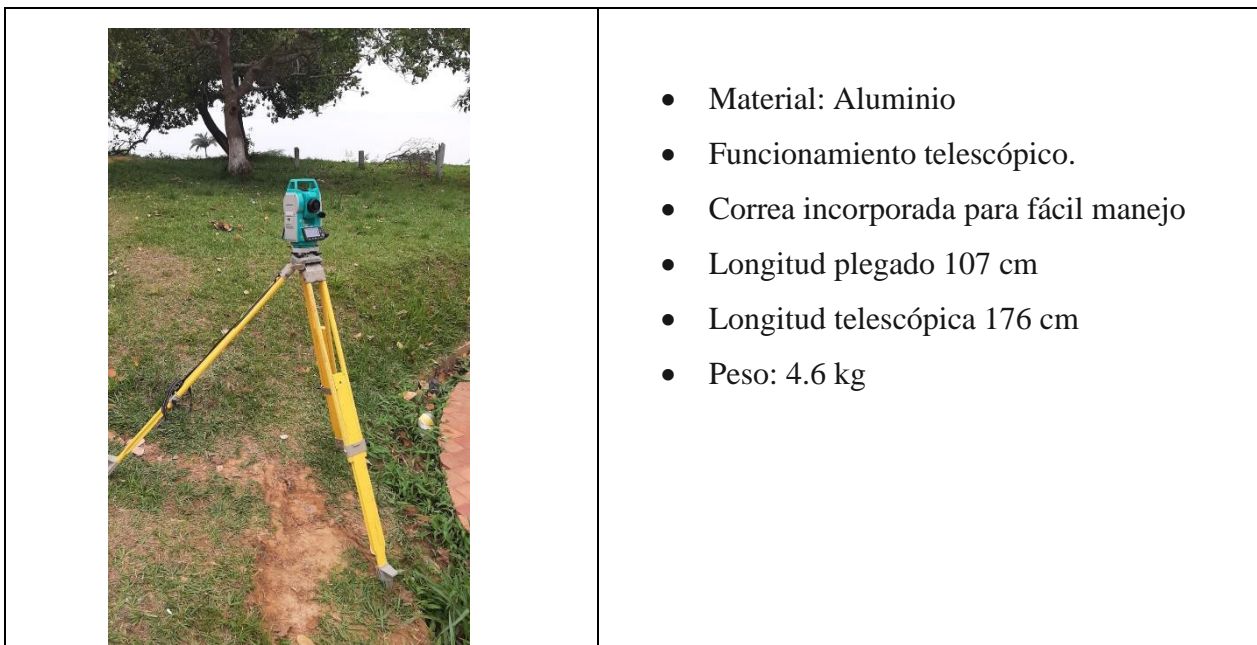 • Material: Aluminio
• Funcionamiento telescópico.
• Correa incorporada para fácil manejo
• Longitud plegado 107 cm
• Longitud telescópica 176 cm
• Peso: 4.6 kg